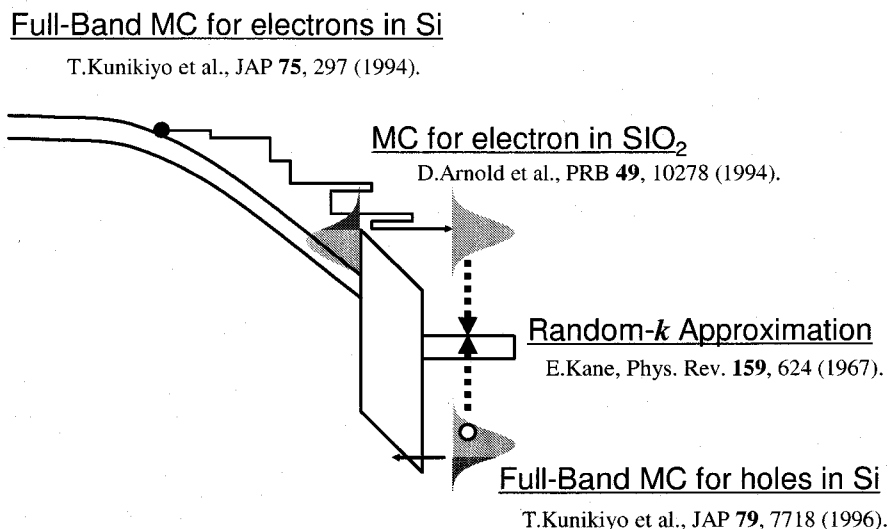 Full-Band MC for electrons in Si
T.Kunikiyo et al., JAP 75, 297 (1994).
MC for electron in SIO₂
D.Arnold et al., PRB 49, 10278 (1994).
Random-k Approximation
E.Kane, Phys. Rev. 159, 624 (1967).
Full-Band MC for holes in Si
T.Kunikiyo et al., JAP 79, 7718 (1996).